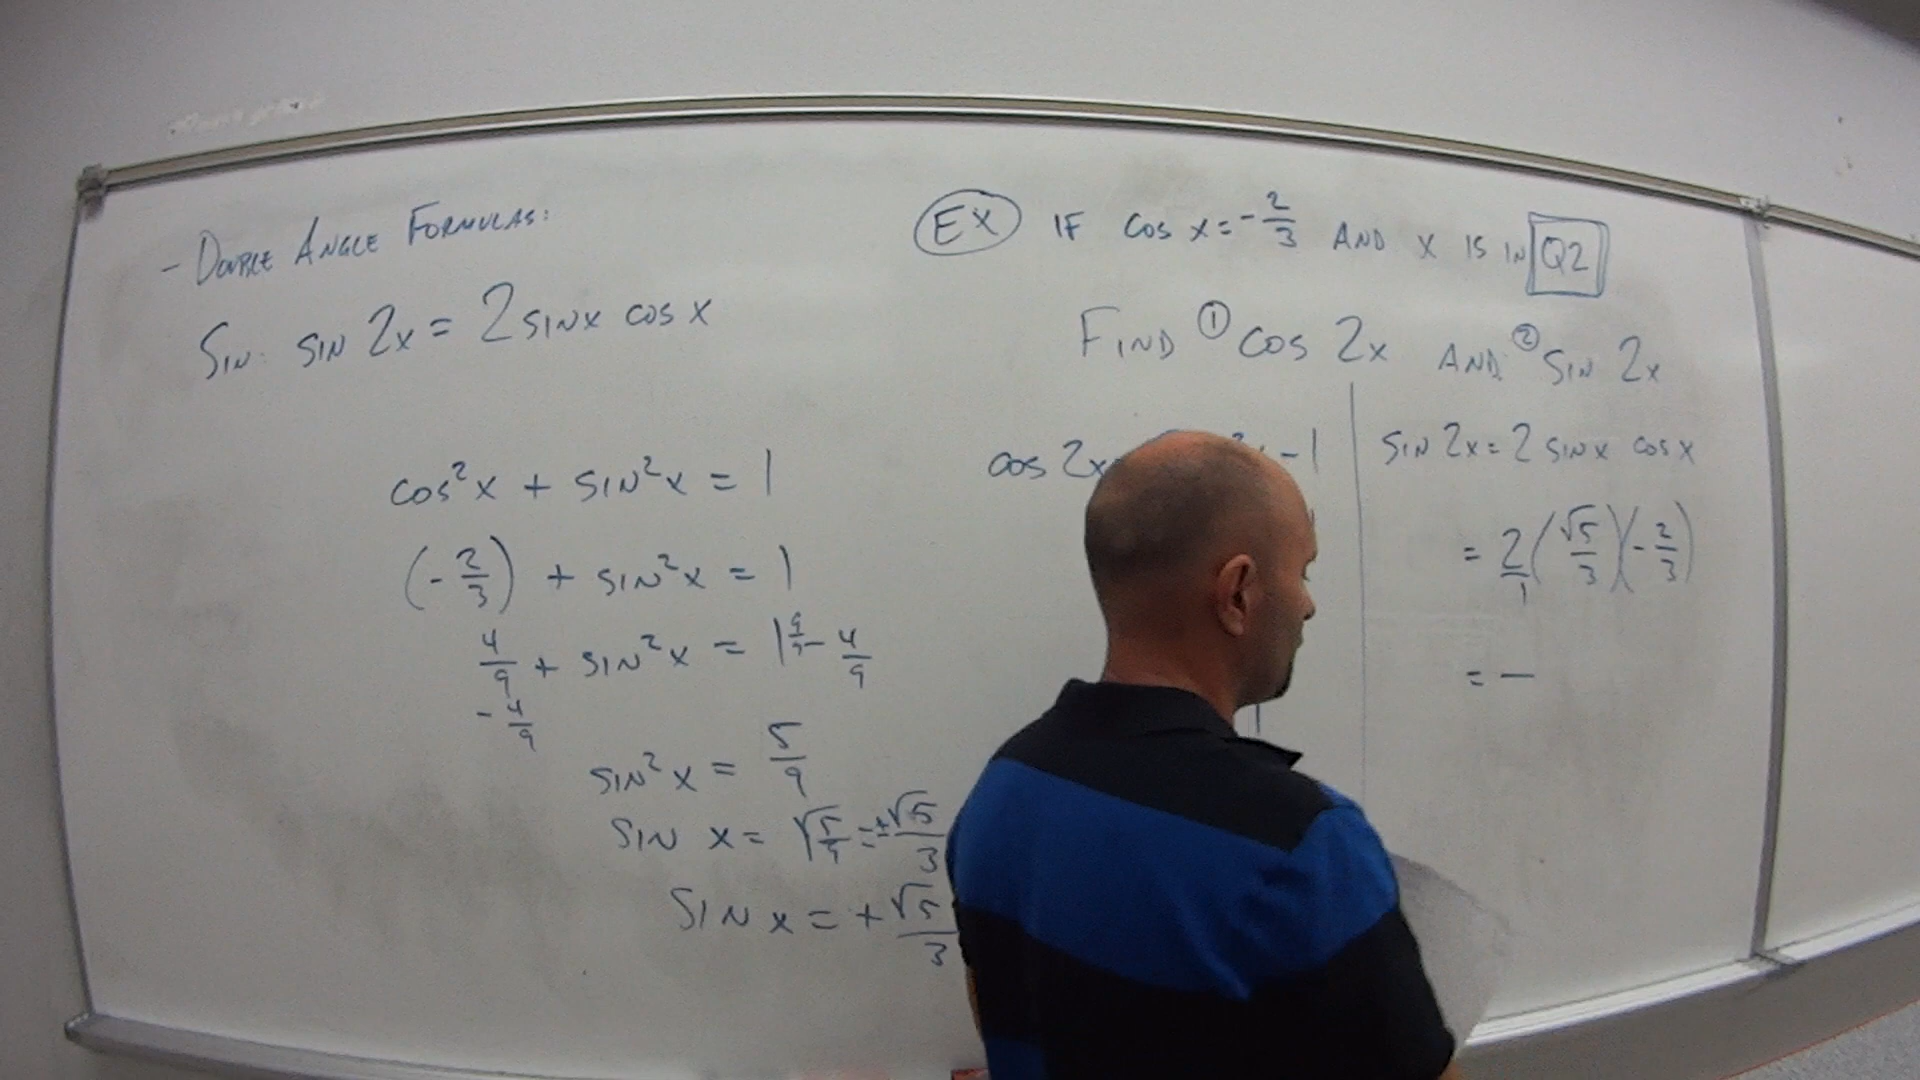 - DOUBLE ANGLE FORMULAS:
SIN: SIN 2x = 2 SINX COS X
cos²x + SIN²x = 1
(-2/3) + SIN²x = 1
4/9 + SIN²x = 1 9/9 - 4/9
- 4/9
SIN²x = 5/9
SIN x = √5/9 = ±√5/3
SIN x = +√5/3
EX IF COS X = -2/3 AND X IS IN Q2
FIND ① COS 2x AND ② SIN 2x
cos 2x - 1
SIN 2x = 2 SINX COSX
= 2/1 (√5/3)(-2/3)
= -